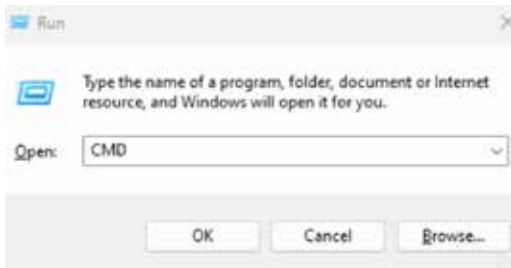 Run
Type the name of a program, folder, document or Internet
resource, and Windows will open it for you.
Open: CMD
OK Cancel Browse...